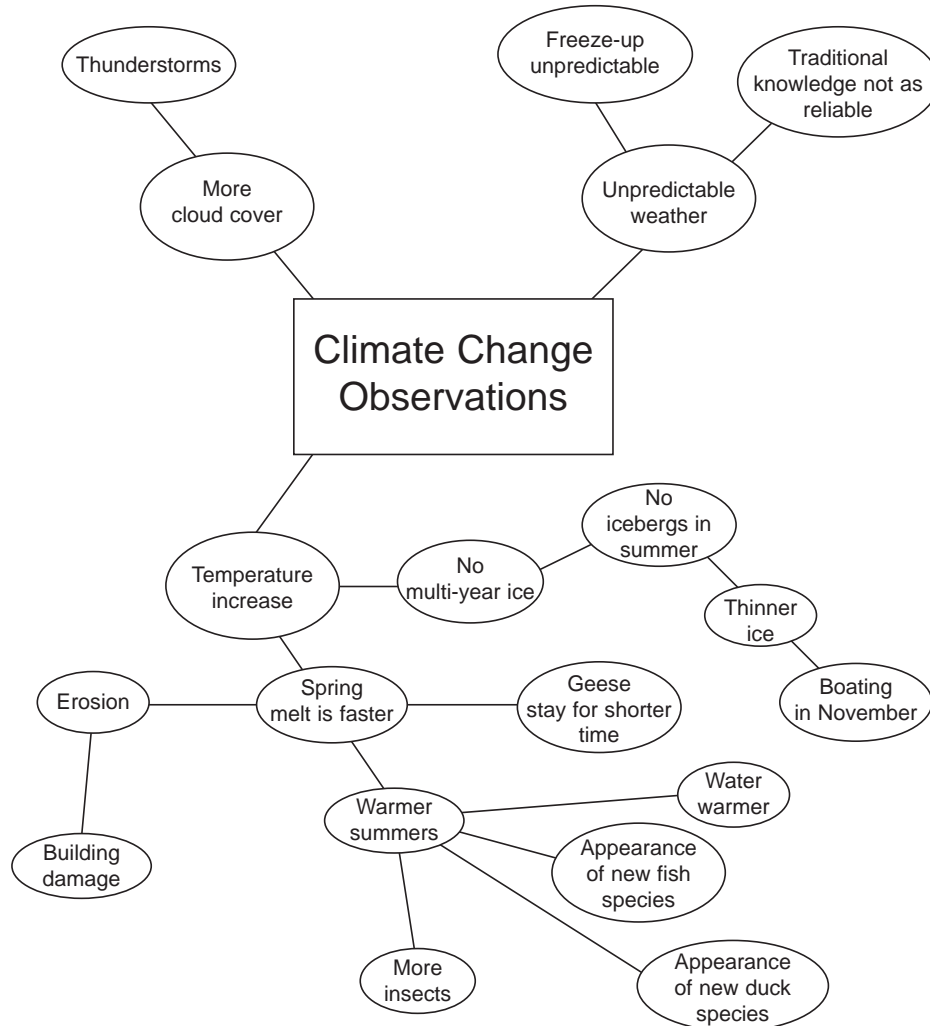 Thunderstorms
Freeze-up
unpredictable
Traditional
knowledge not as
reliable
More
cloud cover
Unpredictable
weather
Climate Change
Observations
No
icebergs in
summer
Temperature
increase
No
multi-year ice
Thinner
ice
Erosion
Spring
melt is faster
Geese
stay for shorter
time
Boating
in November
Water
warmer
Warmer
summers
Building
damage
Appearance
of new fish
species
More
insects
Appearance
of new duck
species